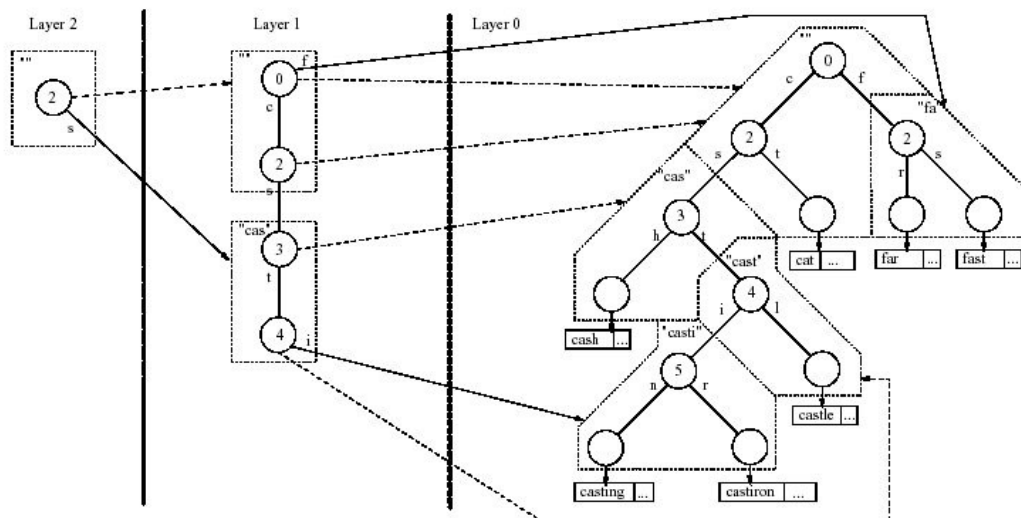 Layer 2 Layer 1 Layer 0
"" "" f ""
2 0 0
s c c f
2 2 2 "fa"
s s t r s
"cas" "cas"
3 3
t h t
cat ... far ... fast ...
"cast"
4 4
i i l
cash ... "casti"
5
n r
castle ...
casting ... castiron ...